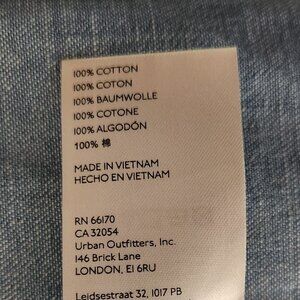 100% COTTON
100% COTON
100% BAUMWOLLE
100% COTONE
100% ALGODÓN
100% 棉
MADE IN VIETNAM
HECHO EN VIETNAM
RN 66170
CA 32054
Urban Outfitters, Inc.
146 Brick Lane
LONDON, E1 6RU
Leidsestraat 32, 1017 PB